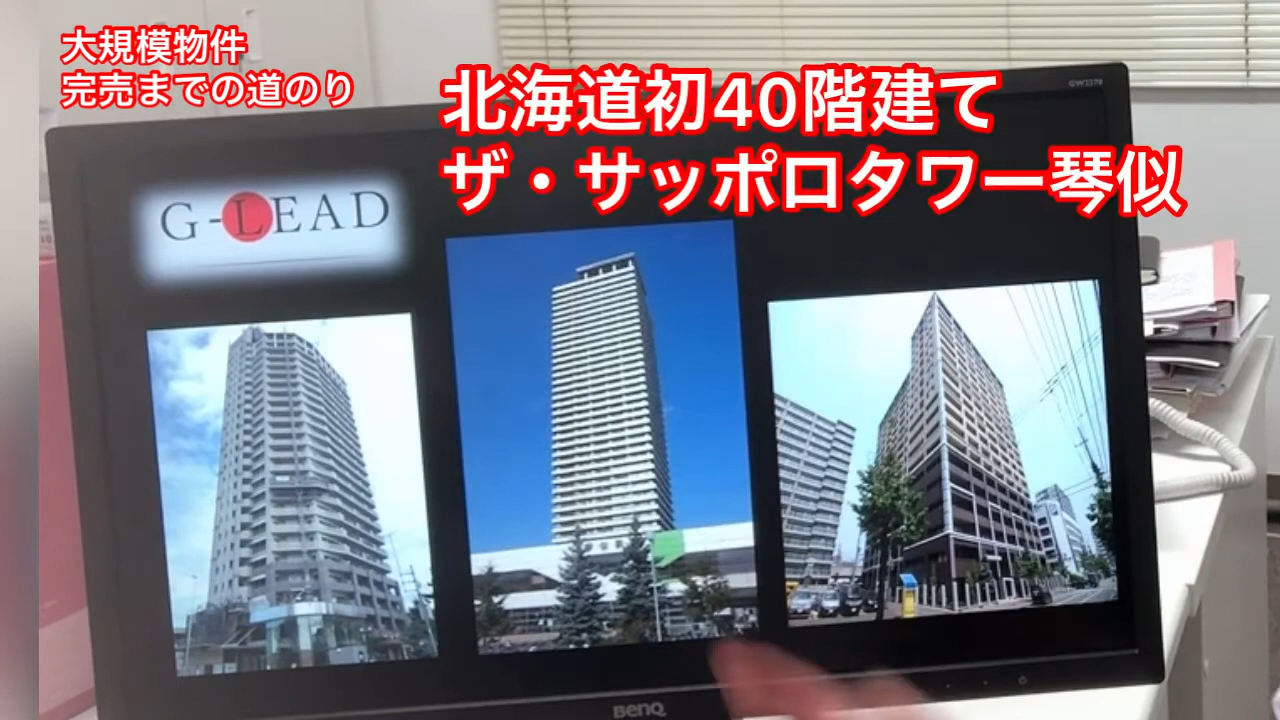 大規模物件
完売までの道のり
北海道初40階建て
ザ・サッポロタワー琴似
GW2270
G-LEAD
BenQ